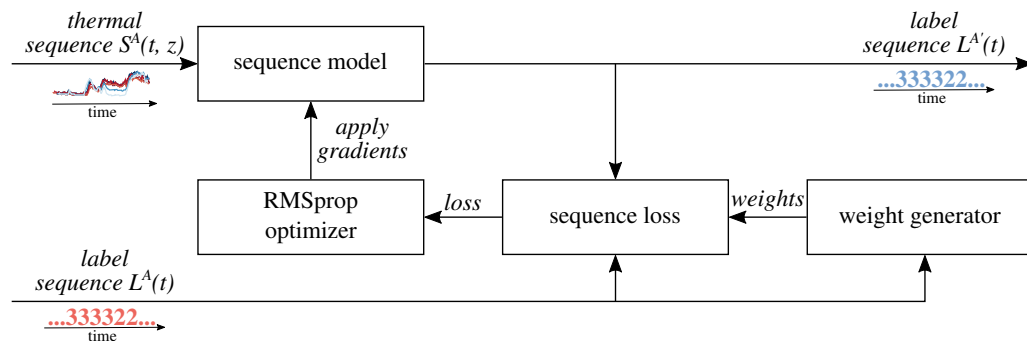 thermal
sequence S^A(t, z)
time
sequence model
label
sequence L^A'(t)
...333322...
time
apply
gradients
RMSprop
optimizer
loss
sequence loss
weights
weight generator
label
sequence L^A(t)
...333322...
time